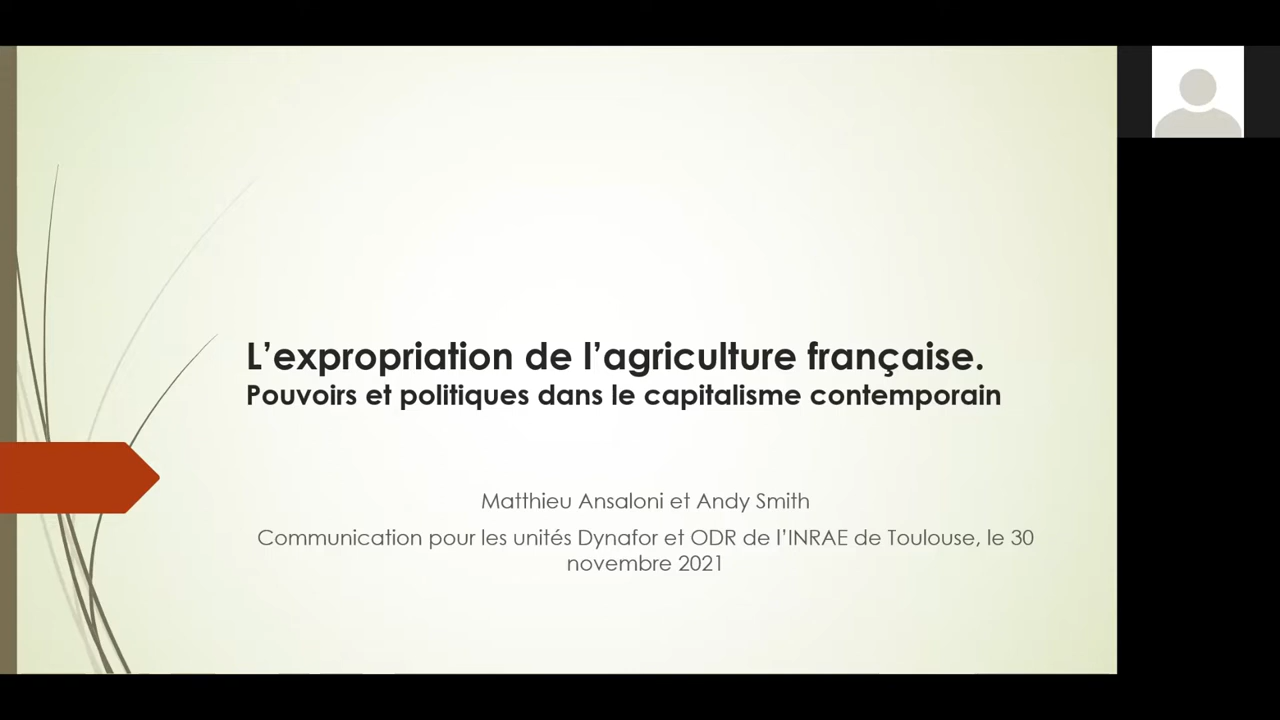 L’expropriation de l’agriculture française.
Pouvoirs et politiques dans le capitalisme contemporain
Matthieu Ansaloni et Andy Smith
Communication pour les unités Dynafor et ODR de l’INRAE de Toulouse, le 30
novembre 2021